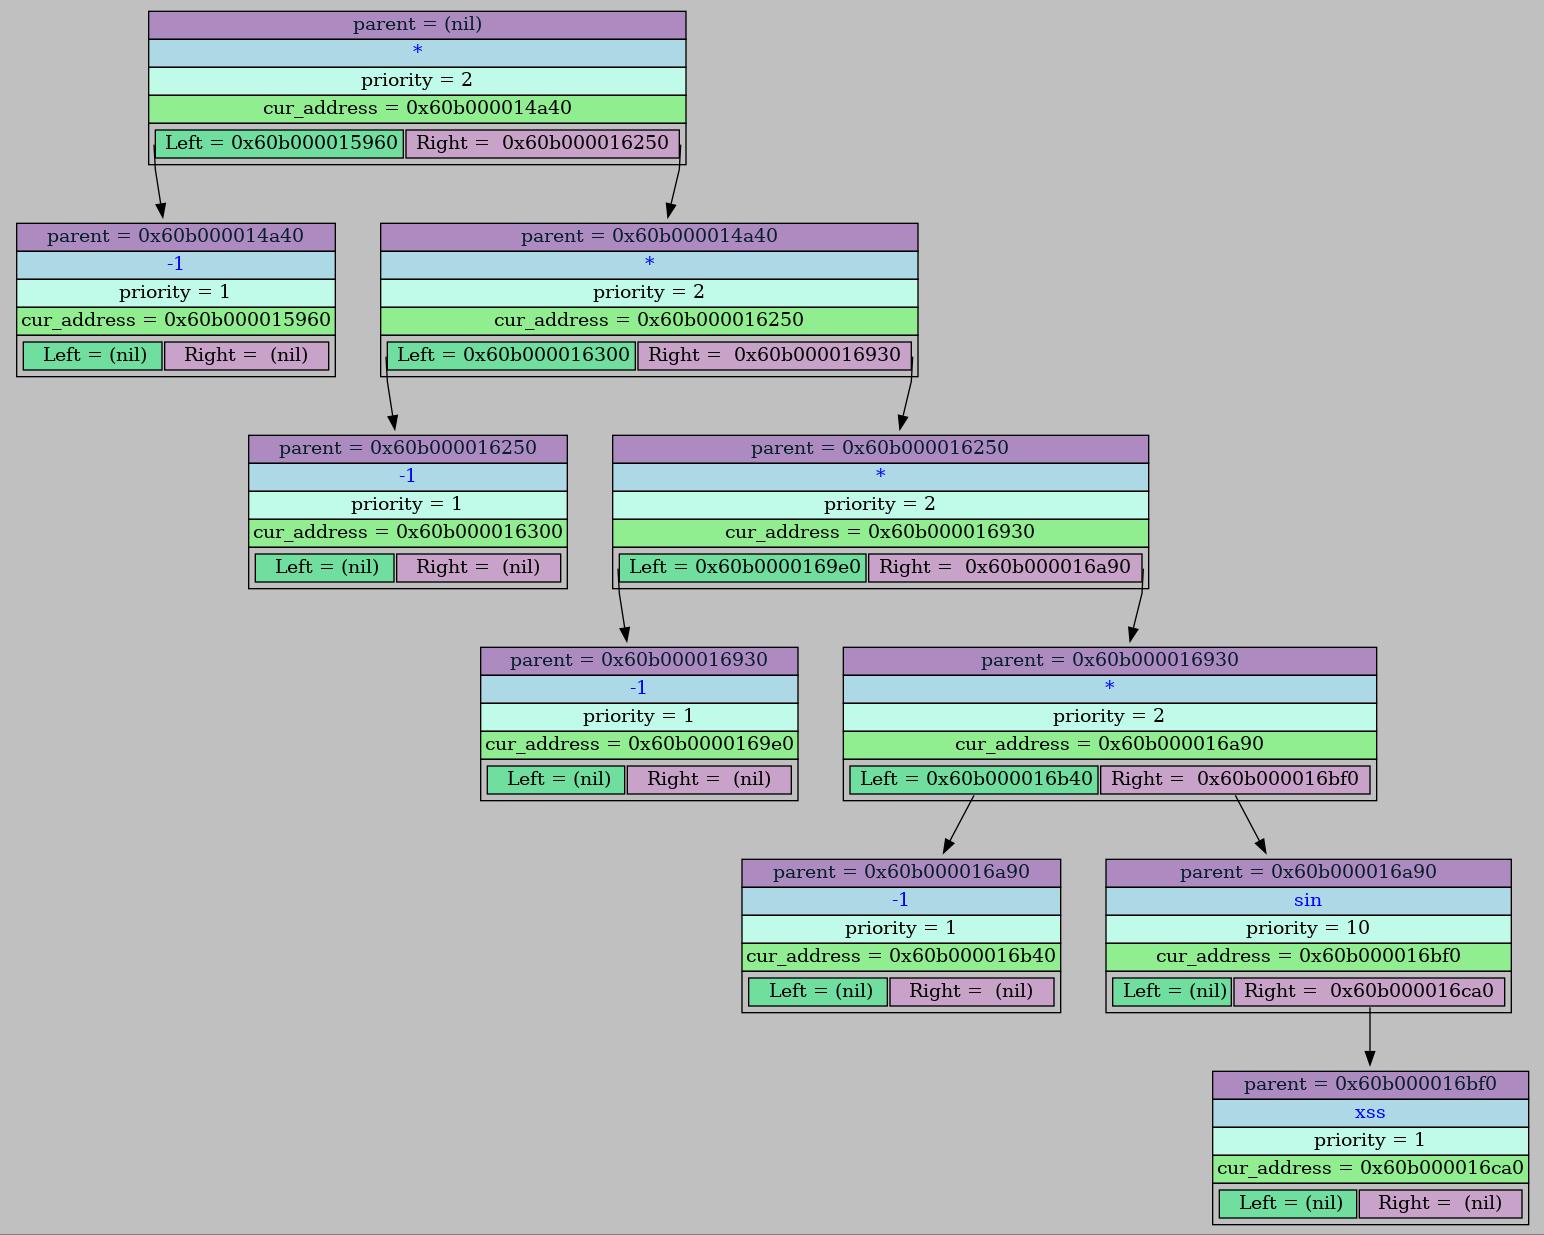 parent = (nil)
*
priority = 2
cur_address = 0x60b000014a40
Left = 0x60b000015960 Right = 0x60b000016250
parent = 0x60b000014a40
-1
priority = 1
cur_address = 0x60b000015960
Left = (nil) Right = (nil)
parent = 0x60b000014a40
*
priority = 2
cur_address = 0x60b000016250
Left = 0x60b000016300 Right = 0x60b000016930
parent = 0x60b000016250
-1
priority = 1
cur_address = 0x60b000016300
Left = (nil) Right = (nil)
parent = 0x60b000016250
*
priority = 2
cur_address = 0x60b000016930
Left = 0x60b0000169e0 Right = 0x60b000016a90
parent = 0x60b000016930
-1
priority = 1
cur_address = 0x60b0000169e0
Left = (nil) Right = (nil)
parent = 0x60b000016930
*
priority = 2
cur_address = 0x60b000016a90
Left = 0x60b000016b40 Right = 0x60b000016bf0
parent = 0x60b000016a90
-1
priority = 1
cur_address = 0x60b000016b40
Left = (nil) Right = (nil)
parent = 0x60b000016a90
sin
priority = 10
cur_address = 0x60b000016bf0
Left = (nil) Right = 0x60b000016ca0
parent = 0x60b000016bf0
xss
priority = 1
cur_address = 0x60b000016ca0
Left = (nil) Right = (nil)